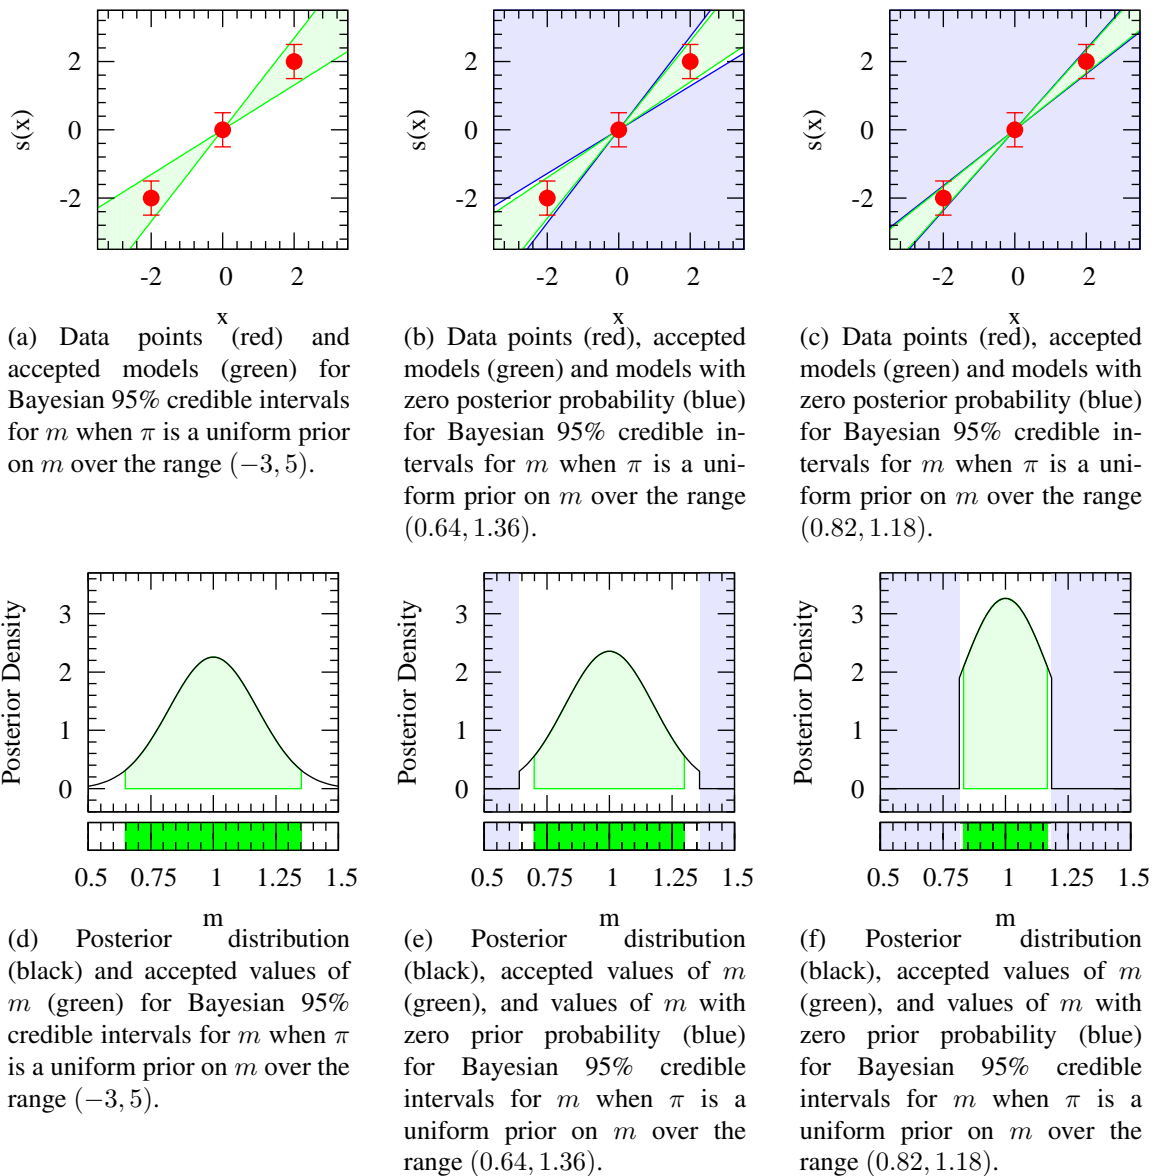 2
0
-2
s(x)
-2
0
2
x
2
0
-2
s(x)
-2
0
2
x
2
0
-2
s(x)
-2
0
2
x
(a) Data points (red) and
accepted models (green) for
Bayesian 95% credible intervals
for m when π is a uniform prior
on m over the range (−3, 5).
(b) Data points (red), accepted
models (green) and models with
zero posterior probability (blue)
for Bayesian 95% credible in-
tervals for m when π is a uni-
form prior on m over the range
(0.64, 1.36).
(c) Data points (red), accepted
models (green) and models with
zero posterior probability (blue)
for Bayesian 95% credible in-
tervals for m when π is a uni-
form prior on m over the range
(0.82, 1.18).
3
2
1
0
Posterior Density
0.5 0.75 1 1.25 1.5
m
3
2
1
0
Posterior Density
0.5 0.75 1 1.25 1.5
m
3
2
1
0
Posterior Density
0.5 0.75 1 1.25 1.5
m
(d) Posterior distribution
(black) and accepted values of
m (green) for Bayesian 95%
credible intervals for m when π
is a uniform prior on m over the
range (−3, 5).
(e) Posterior distribution
(black), accepted values of m
(green), and values of m with
zero prior probability (blue)
for Bayesian 95% credible
intervals for m when π is a
uniform prior on m over the
range (0.64, 1.36).
(f) Posterior distribution
(black), accepted values of m
(green), and values of m with
zero prior probability (blue)
for Bayesian 95% credible
intervals for m when π is a
uniform prior on m over the
range (0.82, 1.18).